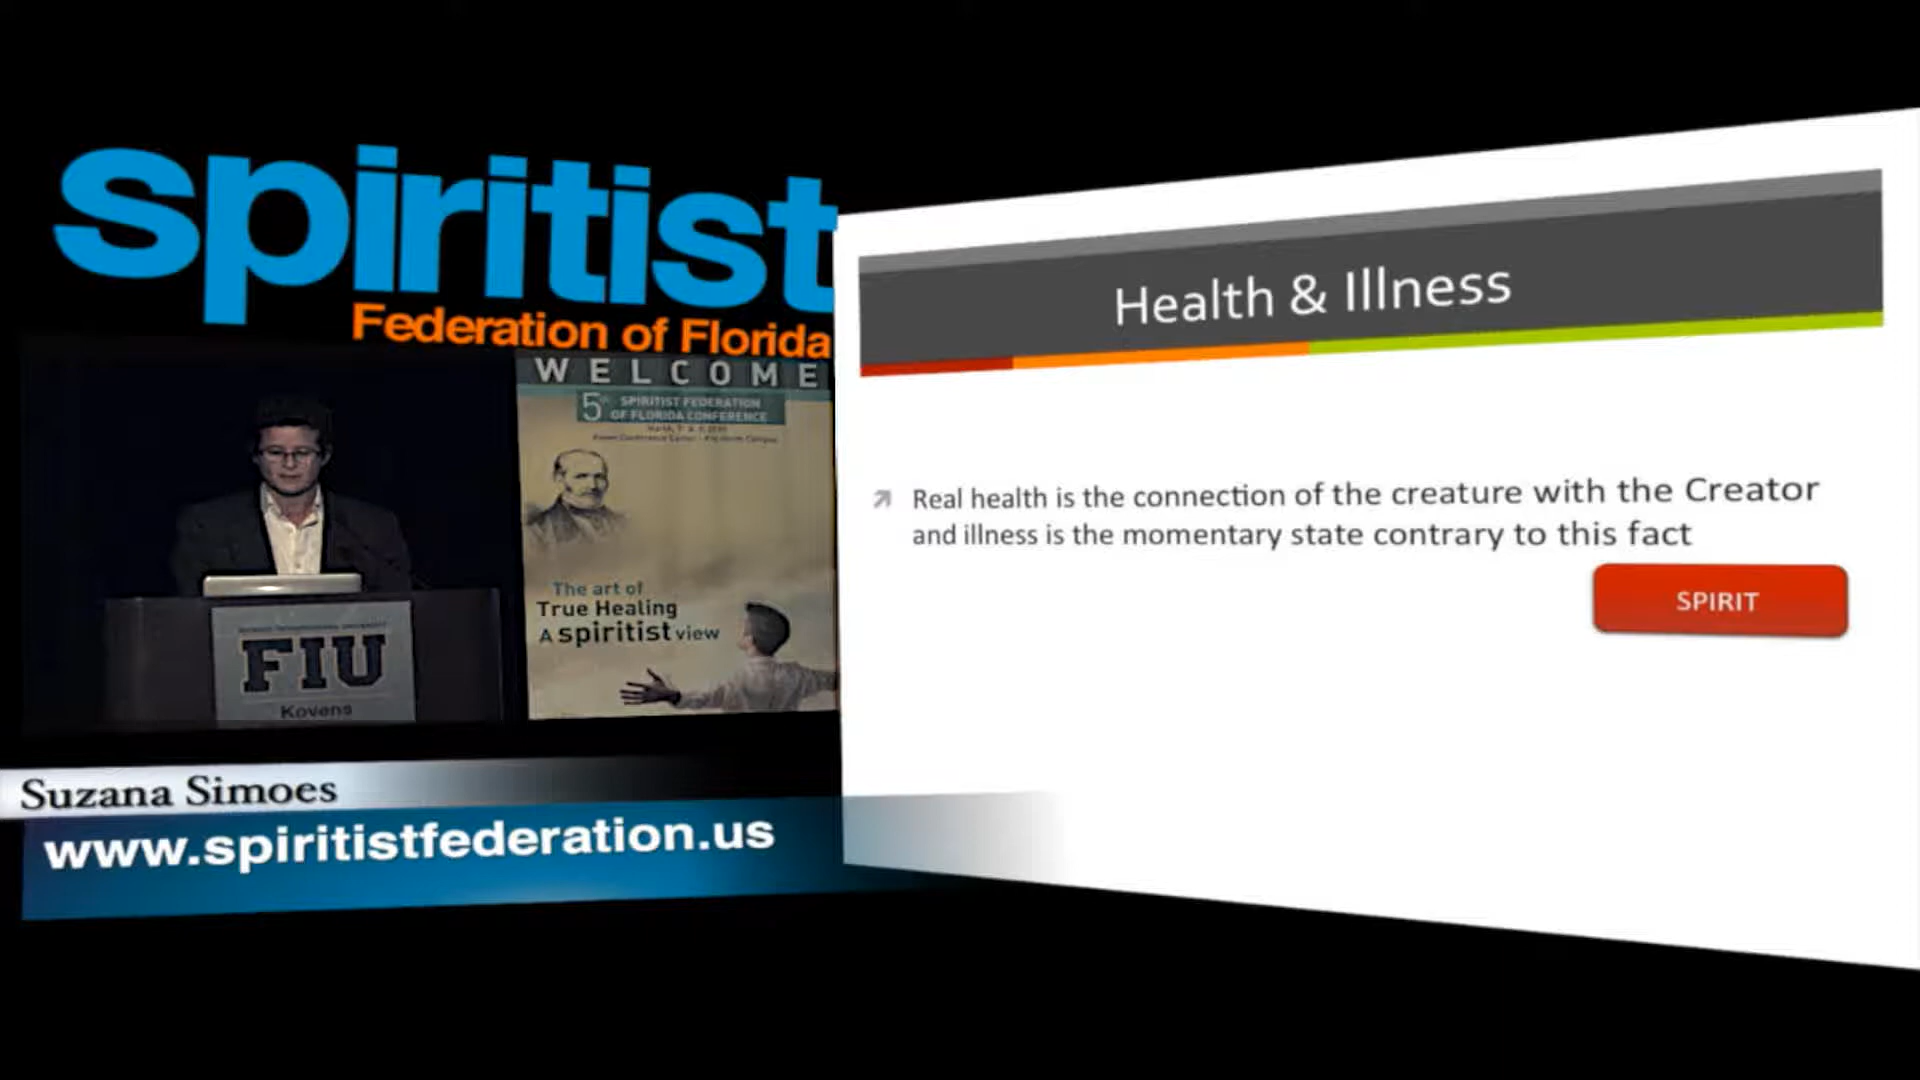 spiritist
Federation of Florida
WELCOME
5th SPIRITIST FEDERATION
OF FLORIDA CONFERENCE
The art of
True Healing
A spiritist view
FIU
Kovens
Suzana Simoes
www.spiritistfederation.us
Health & Illness
Real health is the connection of the creature with the Creator
and illness is the momentary state contrary to this fact
SPIRIT